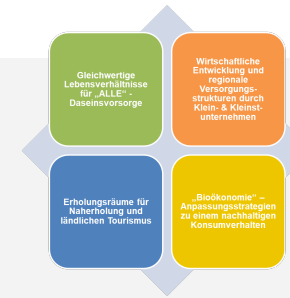 Gleichwertige
Lebensverhältnisse
für „ALLE“ -
Daseinsvorsorge
Wirtschaftliche
Entwicklung und
regionale
Versorgungs-
strukturen durch
Klein- & Kleinst-
unternehmen
Erholungsräume für
Naherholung und
ländlichen Tourismus
„Bioökonomie“ –
Anpassungsstrategien
zu einem nachhaltigen
Konsumverhalten